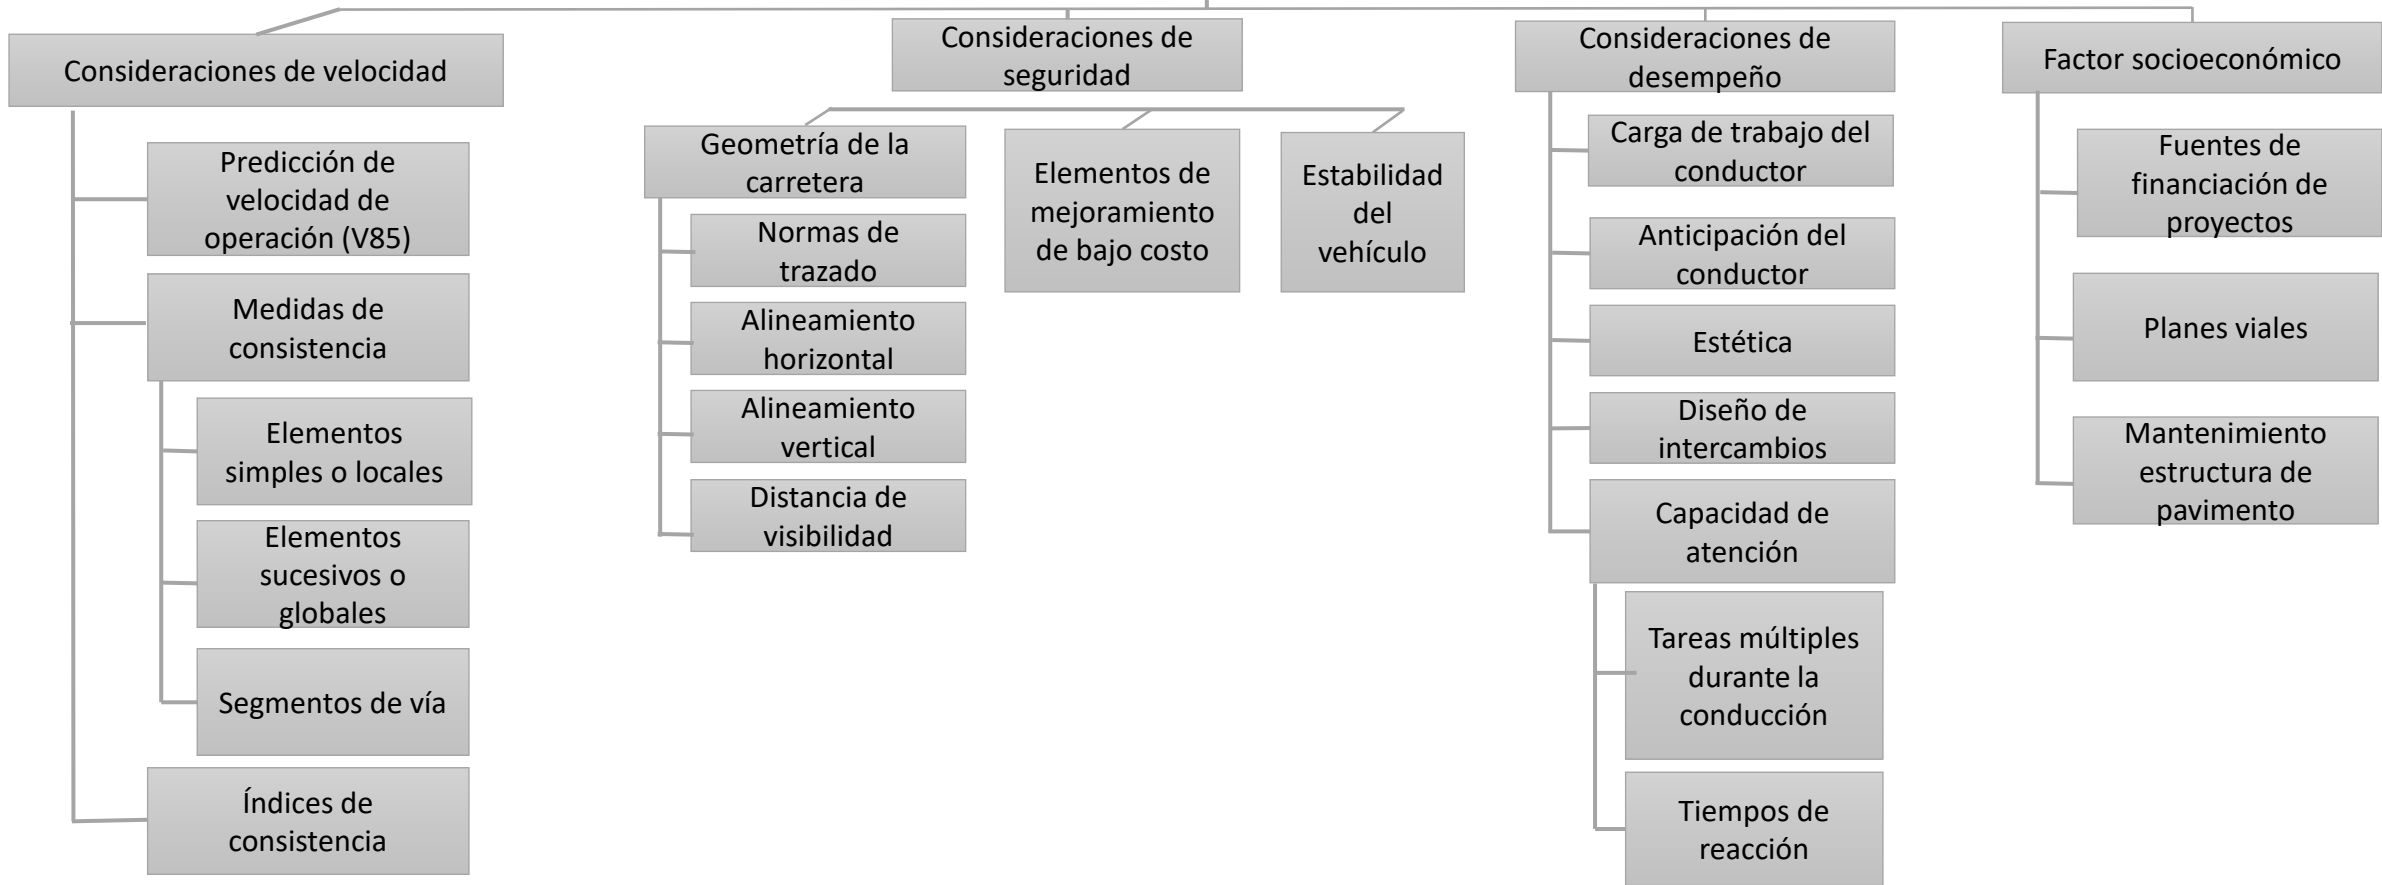 Consideraciones de velocidad
Predicción de
velocidad de
operación (V85)
Medidas de
consistencia
Elementos
simples o locales
Elementos
sucesivos o
globales
Segmentos de vía
Índices de
consistencia
Consideraciones de
seguridad
Geometría de la
carretera
Normas de
trazado
Alineamiento
horizontal
Alineamiento
vertical
Distancia de
visibilidad
Elementos de
mejoramiento
de bajo costo
Estabilidad
del
vehículo
Consideraciones de
desempeño
Carga de trabajo del
conductor
Anticipación del
conductor
Estética
Diseño de
intercambios
Capacidad de
atención
Tareas múltiples
durante la
conducción
Tiempos de
reacción
Factor socioeconómico
Fuentes de
financiación de
proyectos
Planes viales
Mantenimiento
estructura de
pavimento